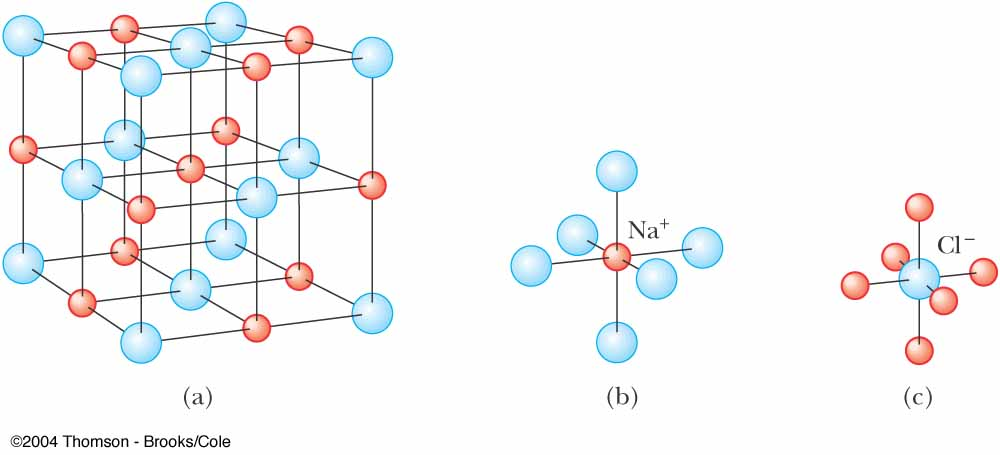 Na⁺
Cl⁻
(a)
(b)
(c)
©2004 Thomson - Brooks/Cole